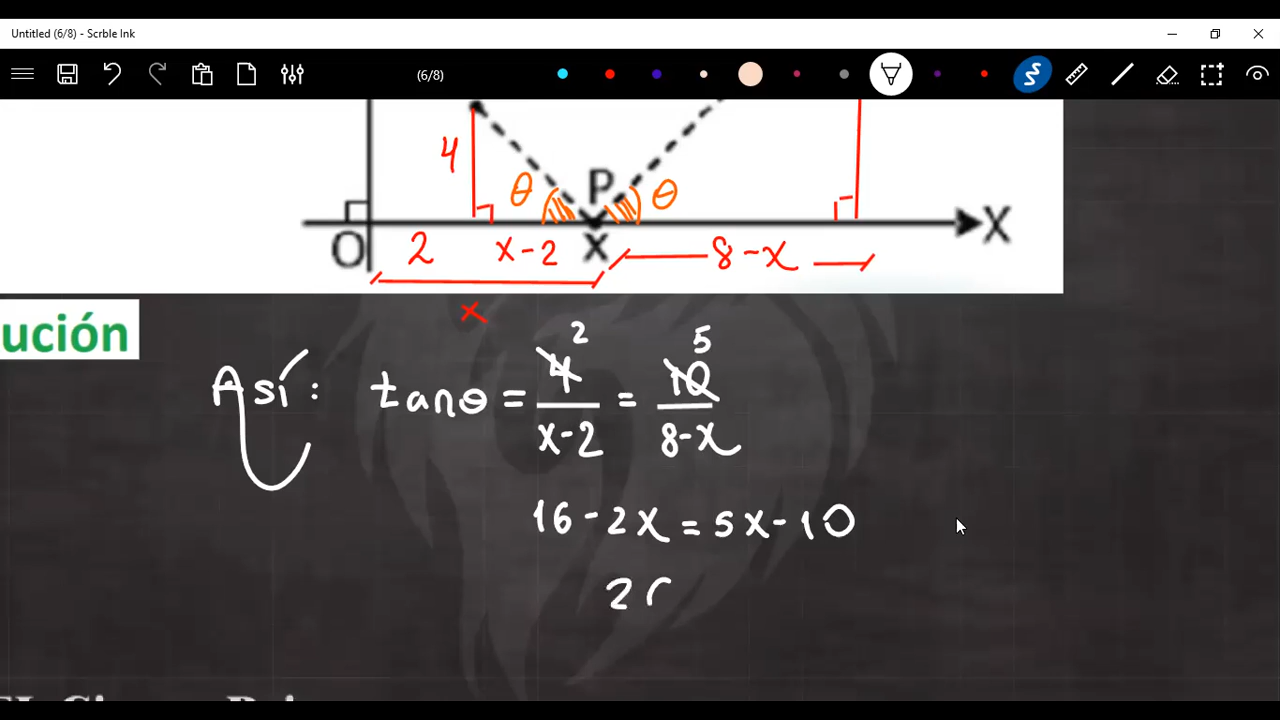 Untitled (6/8) - Scrble Ink
(6/8)
4 θ P θ
O 2 x-2 X 8-x X
x
ución
Así: tanθ = 4/x-2 = 10/8-x
2 5
16-2x = 5x-10
2